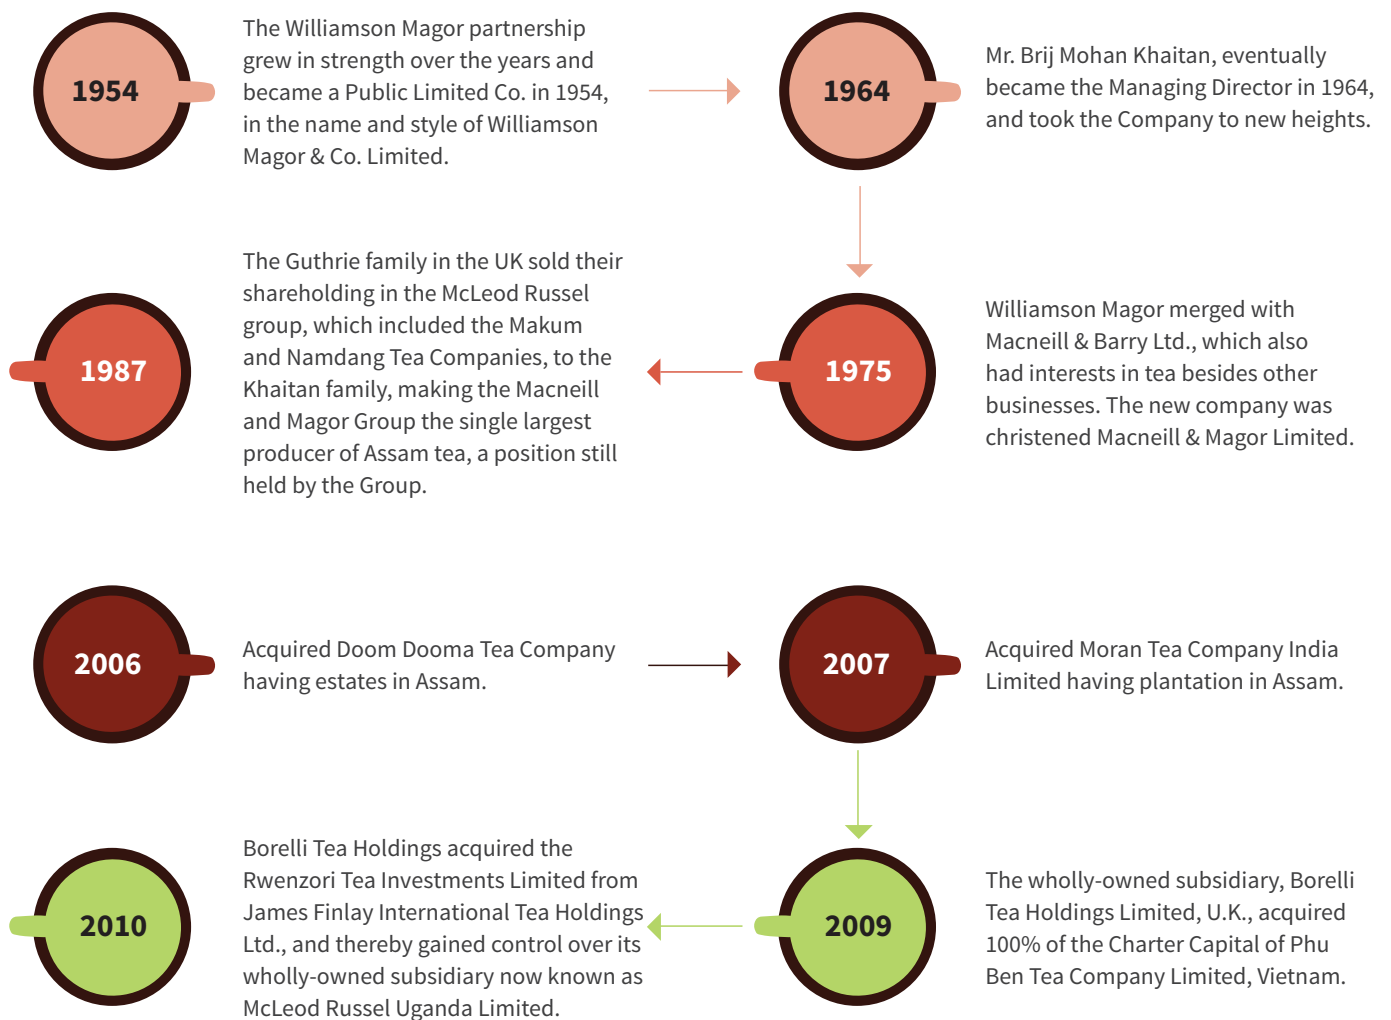 1954
The Williamson Magor partnership
grew in strength over the years and
became a Public Limited Co. in 1954,
in the name and style of Williamson
Magor & Co. Limited.
1964
Mr. Brij Mohan Khaitan, eventually
became the Managing Director in 1964,
and took the Company to new heights.
1975
Williamson Magor merged with
Macneill & Barry Ltd., which also
had interests in tea besides other
businesses. The new company was
christened Macneill & Magor Limited.
1987
The Guthrie family in the UK sold their
shareholding in the McLeod Russel
group, which included the Makum
and Namdang Tea Companies, to the
Khaitan family, making the Macneill
and Magor Group the single largest
producer of Assam tea, a position still
held by the Group.
2006
Acquired Doom Dooma Tea Company
having estates in Assam.
2007
Acquired Moran Tea Company India
Limited having plantation in Assam.
2009
The wholly-owned subsidiary, Borelli
Tea Holdings Limited, U.K., acquired
100% of the Charter Capital of Phu
Ben Tea Company Limited, Vietnam.
2010
Borelli Tea Holdings acquired the
Rwenzori Tea Investments Limited from
James Finlay International Tea Holdings
Ltd., and thereby gained control over its
wholly-owned subsidiary now known as
McLeod Russel Uganda Limited.